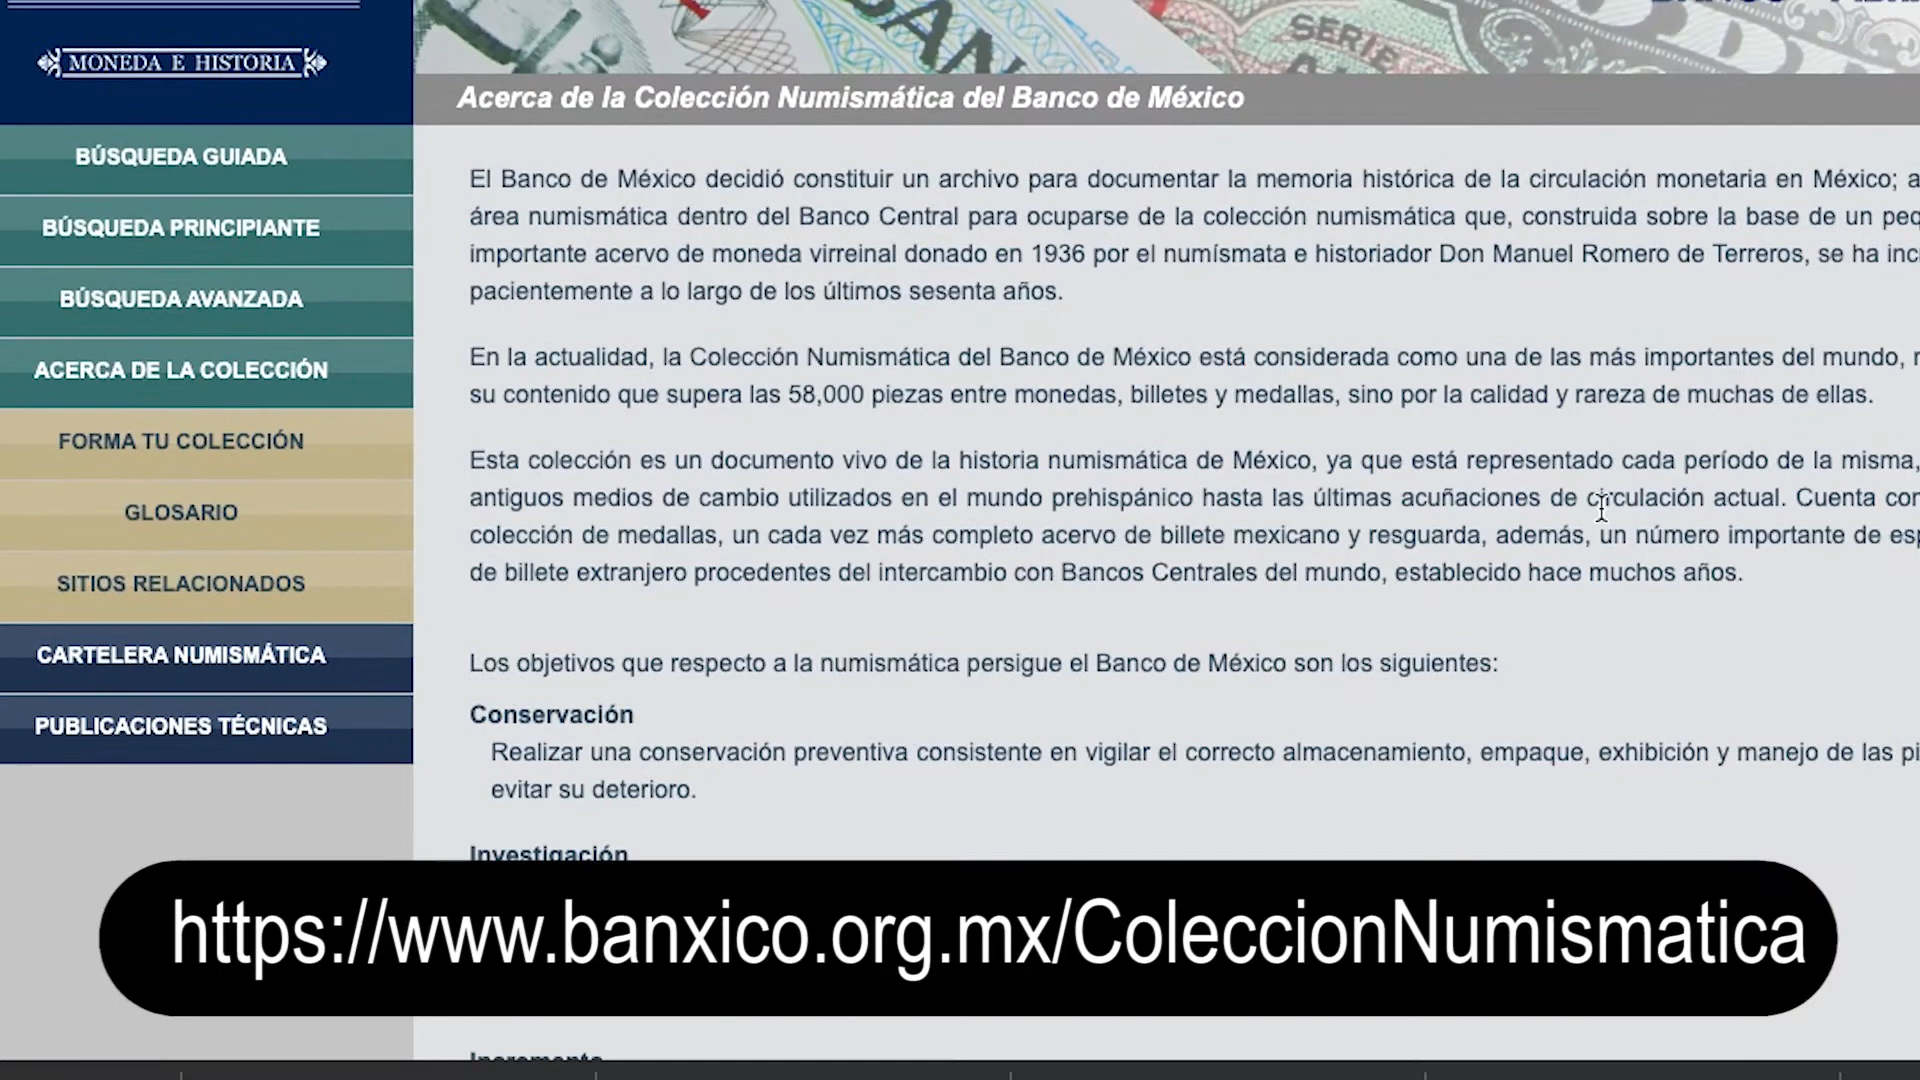 MONEDA E HISTORIA
BÚSQUEDA GUIADA
BÚSQUEDA PRINCIPIANTE
BÚSQUEDA AVANZADA
ACERCA DE LA COLECCIÓN
FORMA TU COLECCIÓN
GLOSARIO
SITIOS RELACIONADOS
CARTELERA NUMISMÁTICA
PUBLICACIONES TÉCNICAS
BAN
SERIE
Acerca de la Colección Numismática del Banco de México
El Banco de México decidió constituir un archivo para documentar la memoria histórica de la circulación monetaria en México;
área numismática dentro del Banco Central para ocuparse de la colección numismática que, construida sobre la base de un
importante acervo de moneda virreinal donado en 1936 por el numísmata e historiador Don Manuel Romero de Terreros, se ha
pacientemente a lo largo de los últimos sesenta años.
En la actualidad, la Colección Numismática del Banco de México está considerada como una de las más importantes del mundo,
su contenido que supera las 58,000 piezas entre monedas, billetes y medallas, sino por la calidad y rareza de muchas de ellas.
Esta colección es un documento vivo de la historia numismática de México, ya que está representado cada período de la misma,
antiguos medios de cambio utilizados en el mundo prehispánico hasta las últimas acuñaciones de circulación actual. Cuenta con
colección de medallas, un cada vez más completo acervo de billete mexicano y resguarda, además, un número importante de
de billete extranjero procedentes del intercambio con Bancos Centrales del mundo, establecido hace muchos años.
Los objetivos que respecto a la numismática persigue el Banco de México son los siguientes:
Conservación
Realizar una conservación preventiva consistente en vigilar el correcto almacenamiento, empaque, exhibición y manejo de las
evitar su deterioro.
Investigación
https://www.banxico.org.mx/ColeccionNumismatica
Incremento